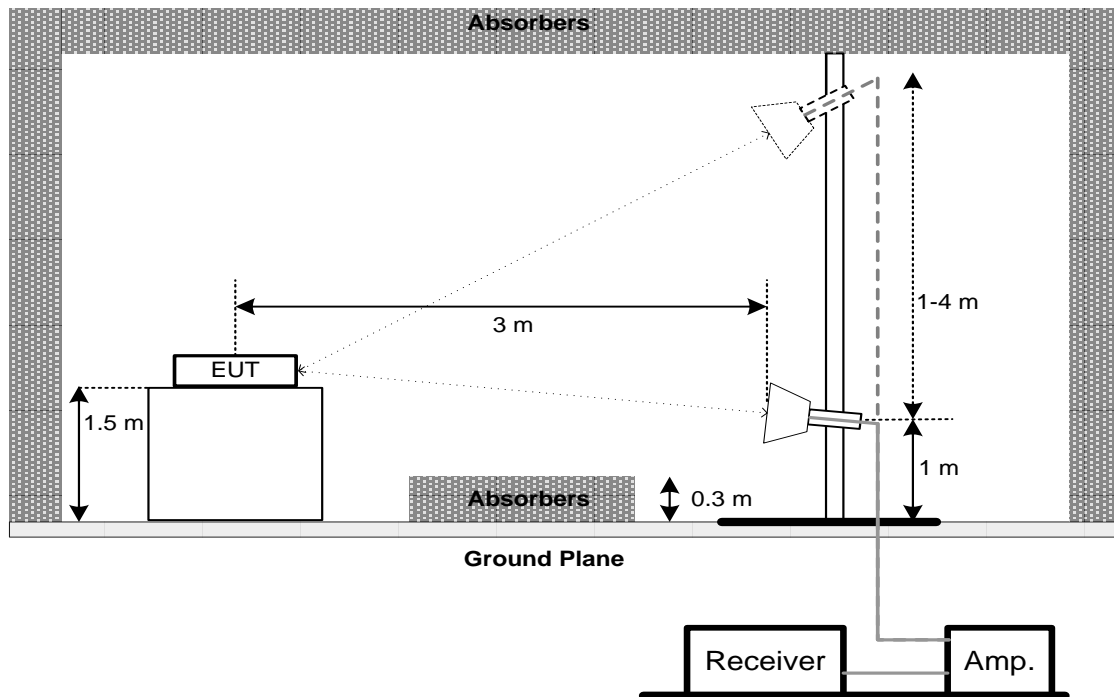 Absorbers
1-4 m
3 m
EUT
1.5 m
1 m
Absorbers
0.3 m
Ground Plane
Receiver
Amp.